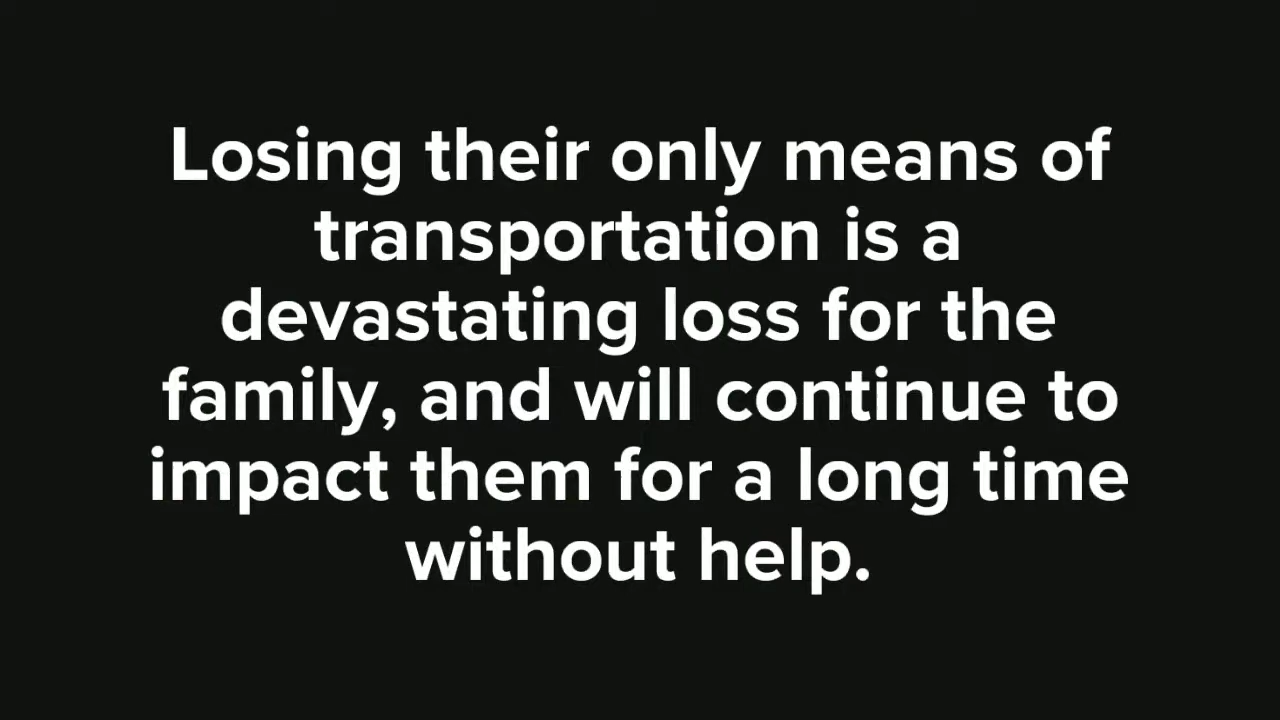 Losing their only means of
transportation is a
devastating loss for the
family, and will continue to
impact them for a long time
without help.